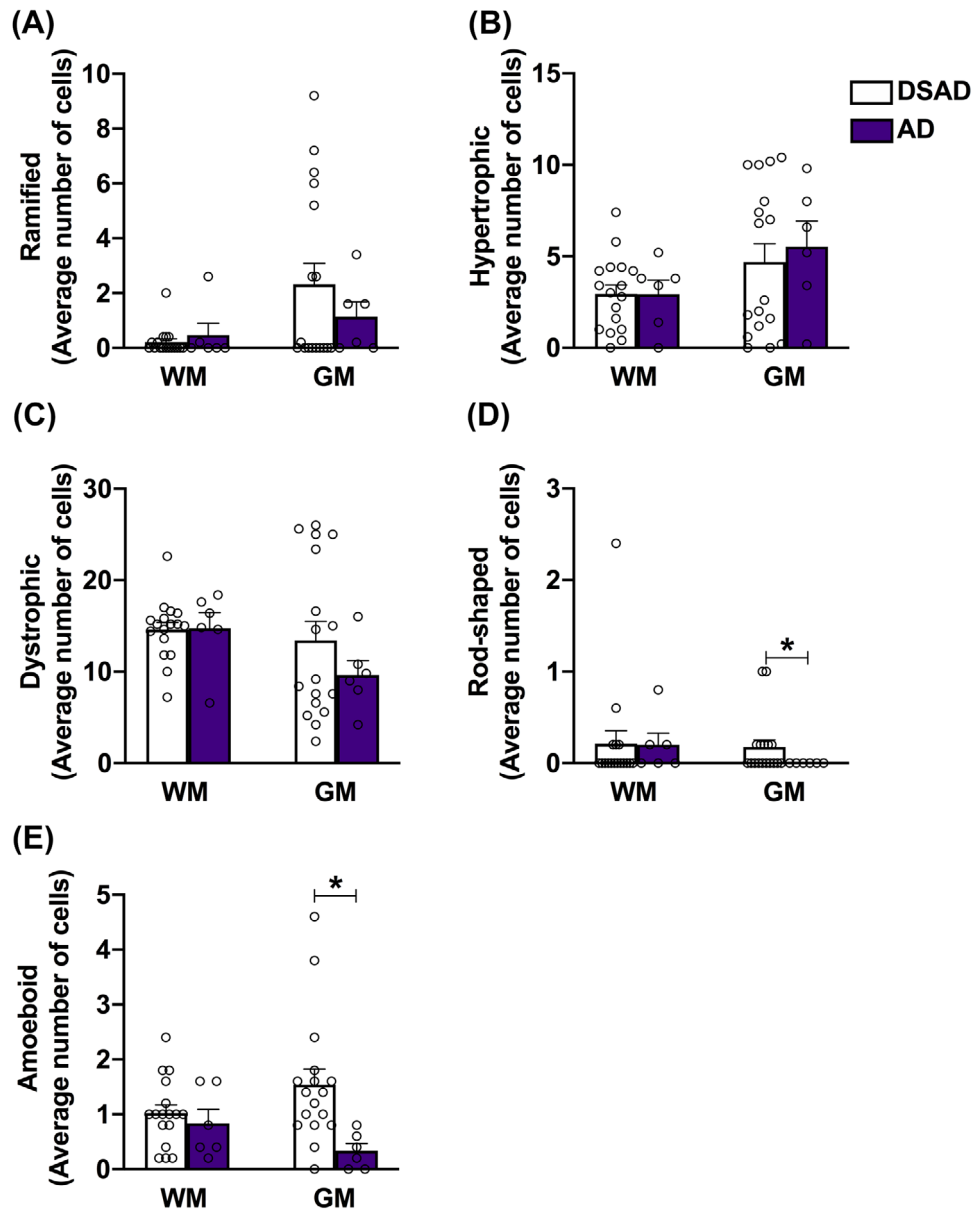 (A)
Ramified
(Average number of cells)
10
8
6
4
2
0
WM
GM
(B)
Hypertrophic
(Average number of cells)
15
10
5
0
WM
GM
DSAD
AD
(C)
Dystrophic
(Average number of cells)
30
20
10
0
WM
GM
(D)
Rod-shaped
(Average number of cells)
3
2
1
0
*
WM
GM
(E)
Amoeboid
(Average number of cells)
5
4
3
2
1
0
*
WM
GM